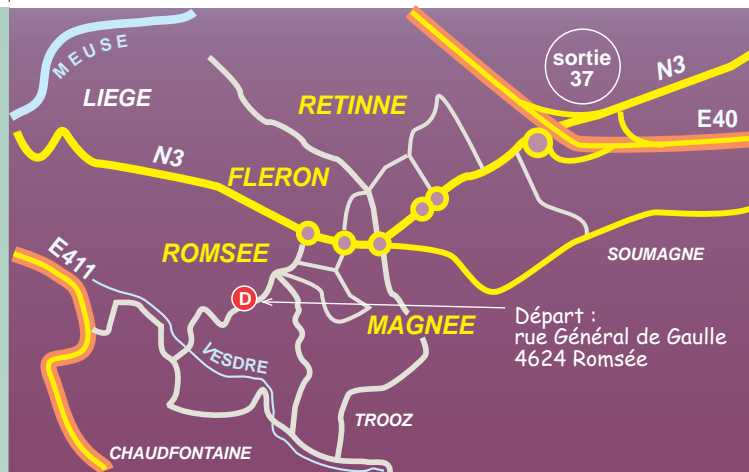 MEUSE
LIEGE
sortie
37
N3
E40
RETINNE
N3
FLERON
ROMSEE
E411
SOUMAGNE
D
MAGNEE
Départ :
rue Général de Gaulle
4624 Romsée
VESDRE
TROOZ
CHAUDFONTAINE